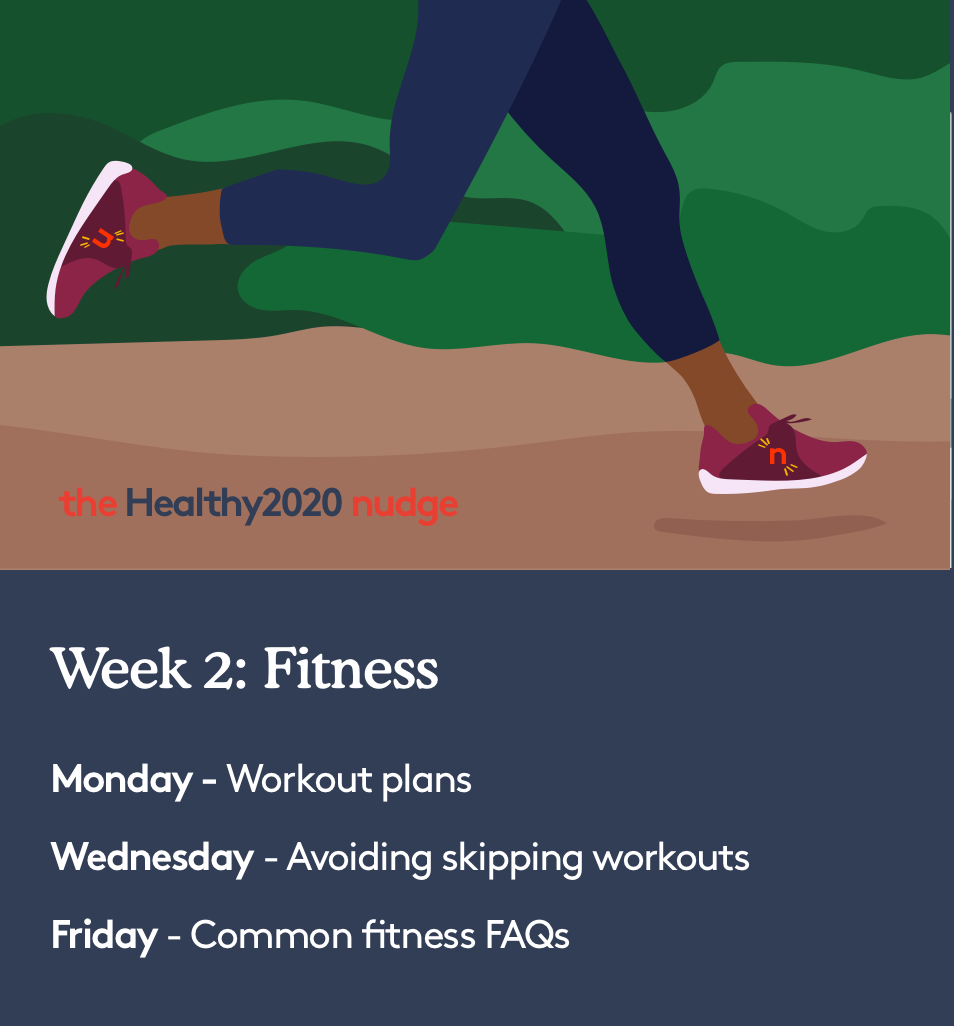 n
n
the Healthy2020 nudge
Week 2: Fitness
Monday - Workout plans
Wednesday - Avoiding skipping workouts
Friday - Common fitness FAQs